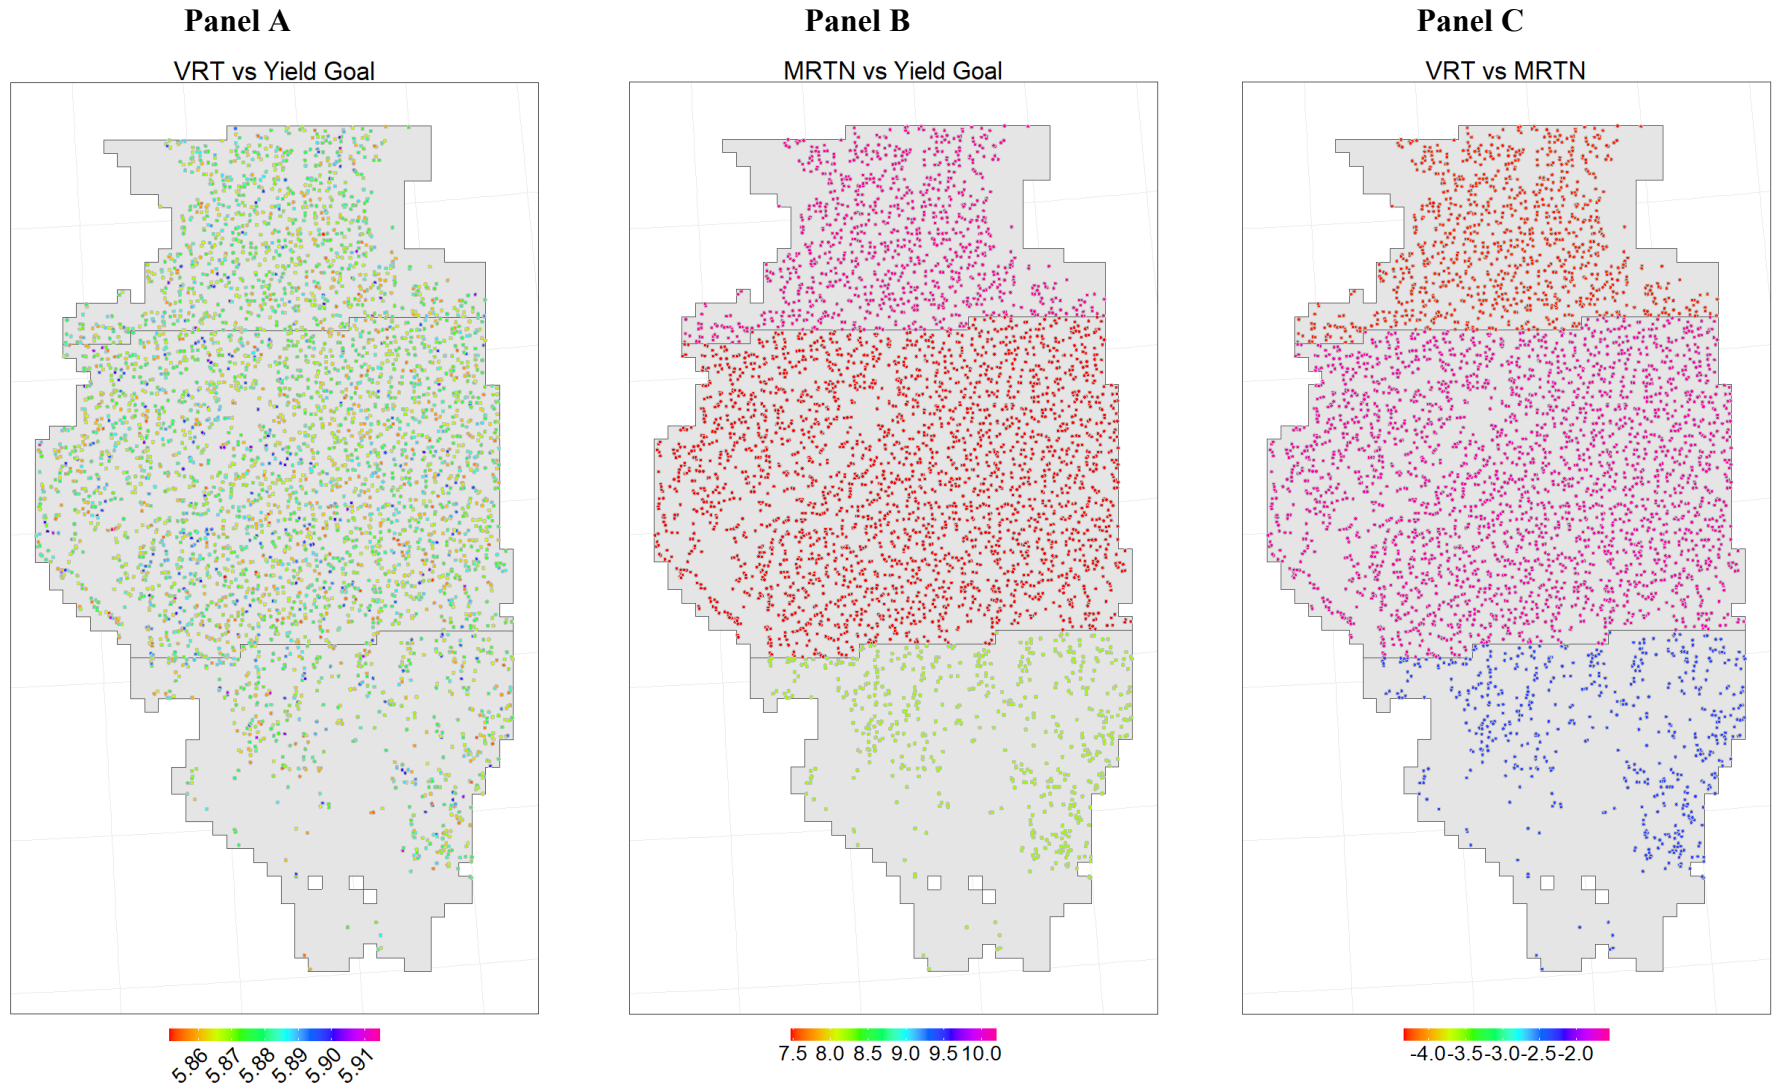 Panel A
Panel B
Panel C
VRT vs Yield Goal
MRTN vs Yield Goal
VRT vs MRTN
5.86 5.87 5.88 5.89 5.90 5.91
7.5 8.0 8.5 9.0 9.5 10.0
-4.0 -3.5 -3.0 -2.5 -2.0